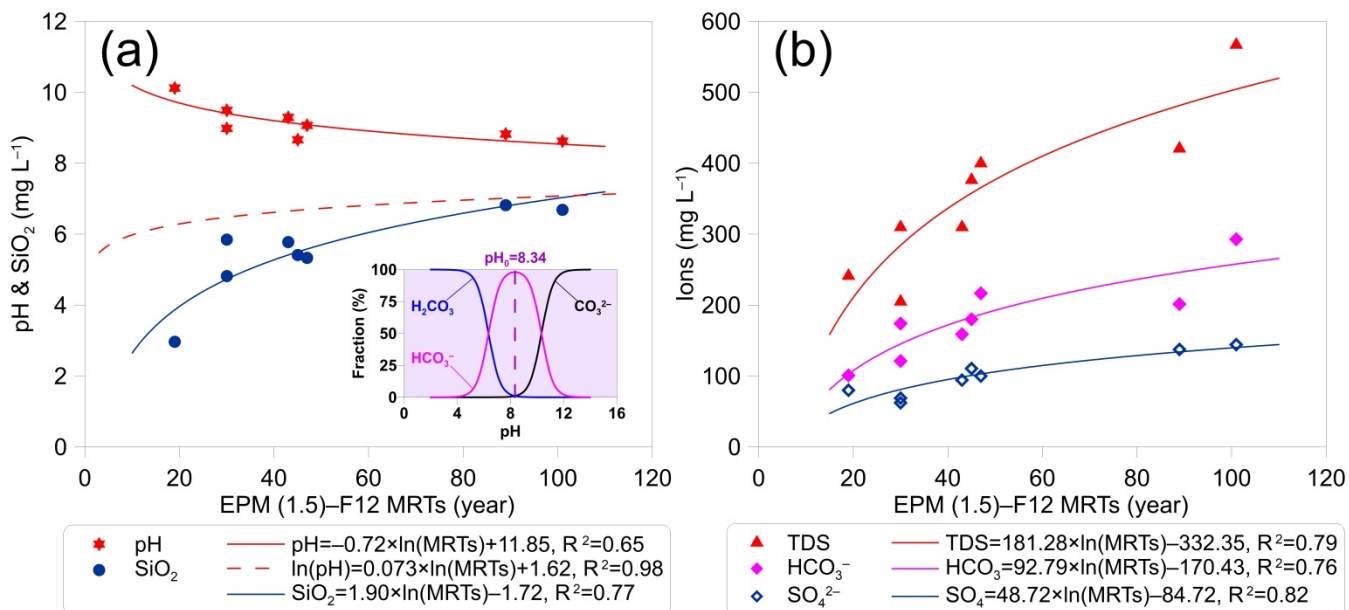 (a)
12
10
8
6
4
2
0
pH & SiO₂ (mg L⁻¹)
0 20 40 60 80 100 120
EPM (1.5)–F12 MRTs (year)
pH₀=8.34
100
75
50
25
0
Fraction (%)
H₂CO₃
CO₃²⁻
HCO₃⁻
0 4 8 12 16
pH
pH
pH=–0.72×ln(MRTs)+11.85, R²=0.65
SiO₂
ln(pH)=0.073×ln(MRTs)+1.62, R²=0.98
SiO₂=1.90×ln(MRTs)–1.72, R²=0.77
(b)
600
500
400
300
200
100
0
Ions (mg L⁻¹)
0 20 40 60 80 100 120
EPM (1.5)–F12 MRTs (year)
TDS
TDS=181.28×ln(MRTs)–332.35, R²=0.79
HCO₃⁻
HCO₃=92.79×ln(MRTs)–170.43, R²=0.76
SO₄²⁻
SO₄=48.72×ln(MRTs)–84.72, R²=0.82